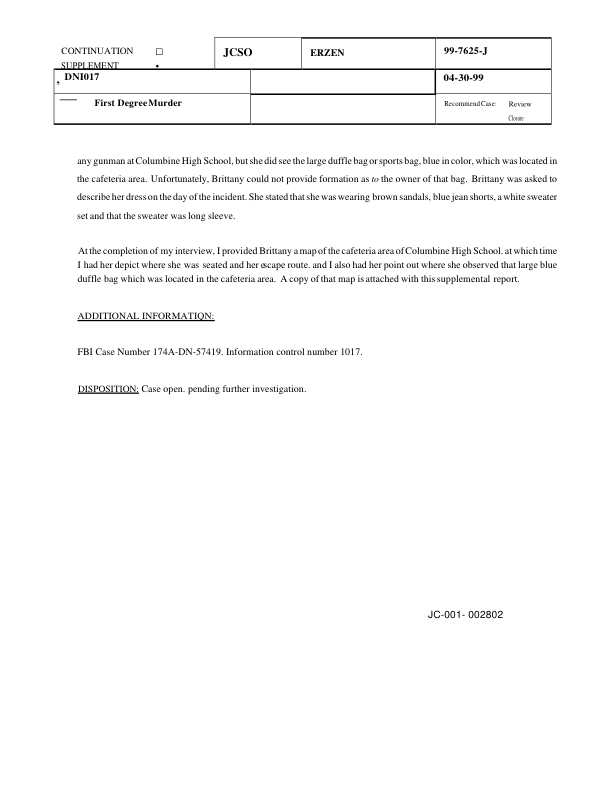 CONTINUATION □ JCSO ERZEN 99-7625-J
SUPPLEMENT •
, DNI017 04-30-99
First DegreeMurder Recommend Case: Review
Closure
any gunman at Columbine High School, but she did see the large duffle bag or sports bag, blue in color, which was located in
the cafeteria area. Unfortunately, Brittany could not provide formation as to the owner of that bag. Brittany was asked to
describe her dress on the day of the incident. She stated that she was wearing brown sandals, blue jean shorts, a white sweater
set and that the sweater was long sleeve.
At the completion of my interview, I provided Brittany a map of the cafeteria area of Columbine High School. at which time
I had her depict where she was seated and her escape route. and I also had her point out where she observed that large blue
duffle bag which was located in the cafeteria area. A copy of that map is attached with this supplemental report.
ADDITIONAL INFORMATIQN:
FBI Case Number 174A-DN-57419. Information control number 1017.
DISPOSITION: Case open. pending further investigation.
JC-001- 002802